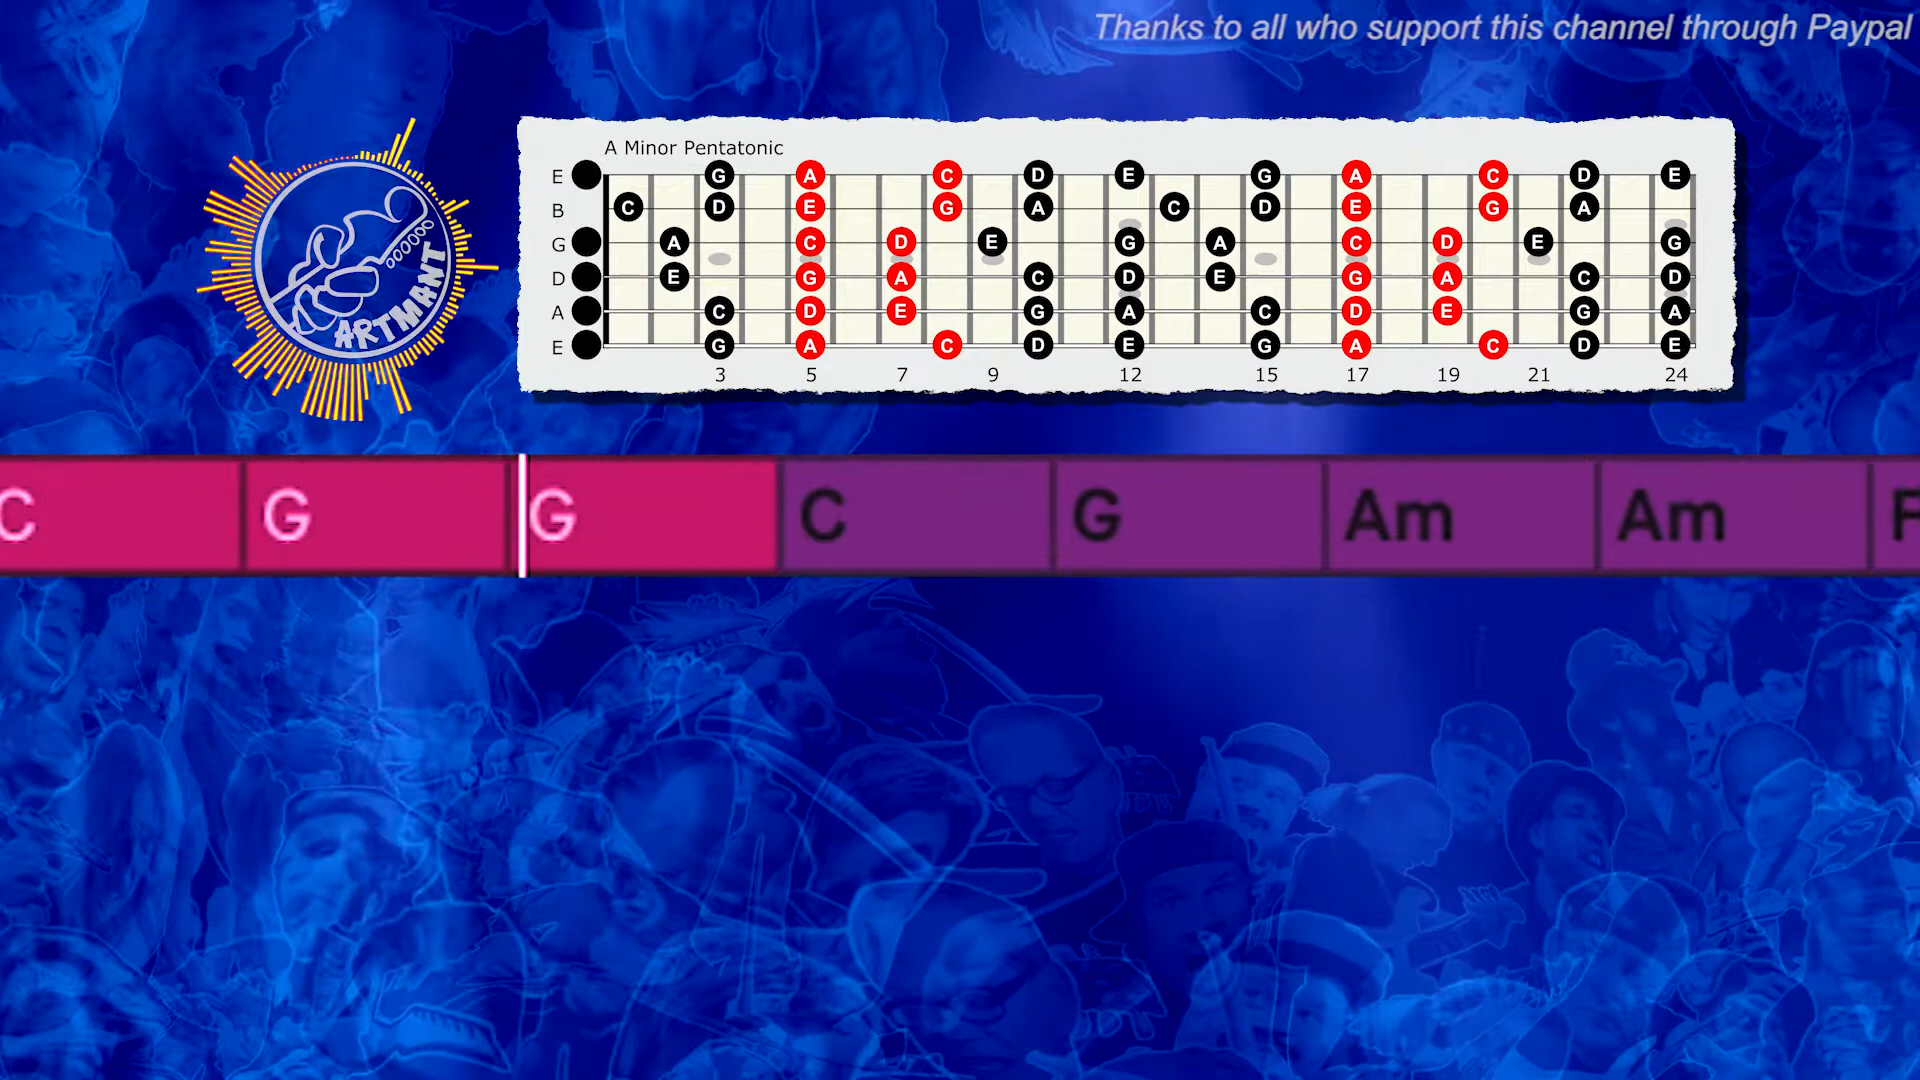 Thanks to all who support this channel through Paypal
A Minor Pentatonic
E G A C D E G A C D E
B C D E G A C D E G A
G A C D E G A C D E G
D E G A C D E G A C D
A C D E G A C D E G A
E G A C D E G A C D E
3 5 7 9 12 15 17 19 21 24
ARTMANT
C G G C G Am Am F